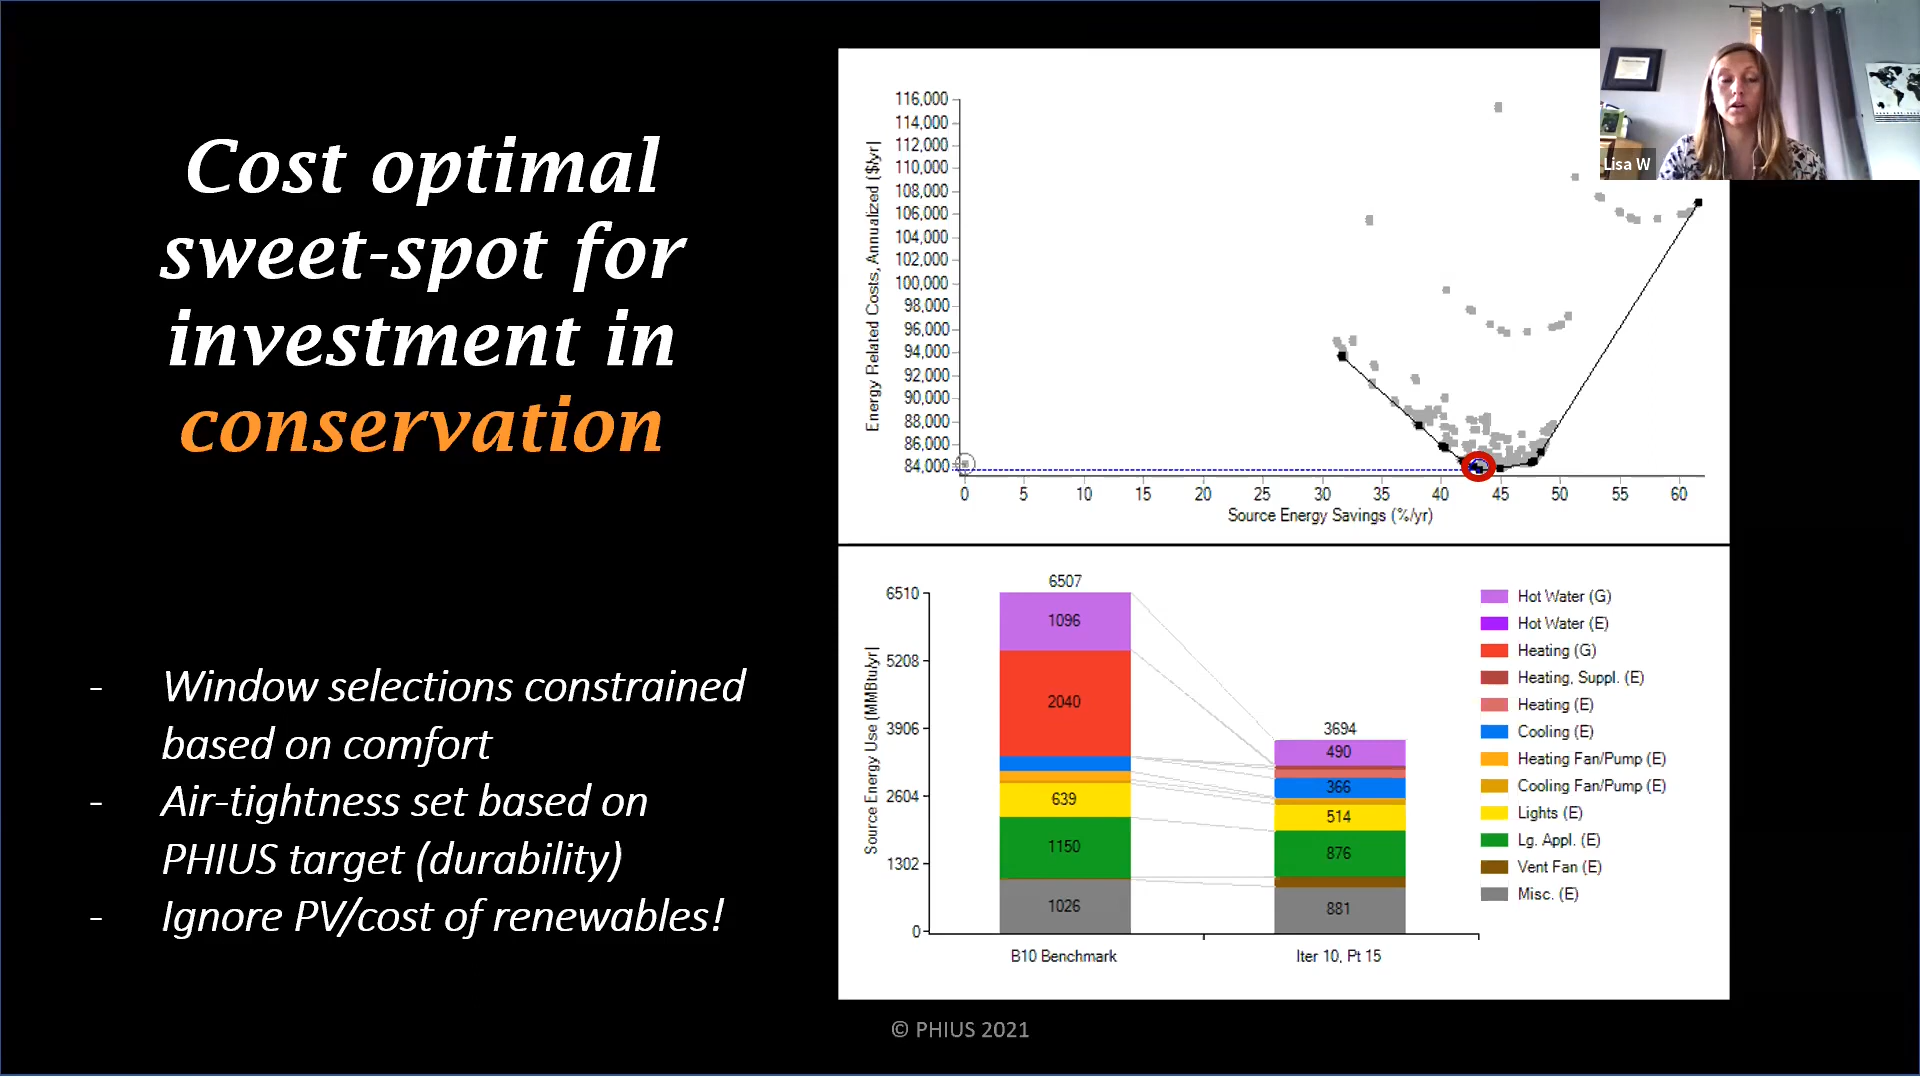 Cost optimal
sweet-spot for
investment in
conservation
- Window selections constrained
based on comfort
- Air-tightness set based on
PHIUS target (durability)
- Ignore PV/cost of renewables!
Energy Related Costs, Annualized ($/yr)
116,000
114,000
112,000
110,000
108,000
106,000
104,000
102,000
100,000
98,000
96,000
94,000
92,000
90,000
88,000
86,000
84,000
0 5 10 15 20 25 30 35 40 45 50 55 60
Source Energy Savings (%/yr)
Lisa W
Source Energy Use (MMBtu/yr)
6510
5208
3906
2604
1302
0
6507
1096
2040
639
1150
1026
B10 Benchmark
3694
490
366
514
876
881
Iter 10, Pt 15
Hot Water (G)
Hot Water (E)
Heating (G)
Heating, Suppl. (E)
Heating (E)
Cooling (E)
Heating Fan/Pump (E)
Cooling Fan/Pump (E)
Lights (E)
Lg. Appl. (E)
Vent Fan (E)
Misc. (E)
© PHIUS 2021